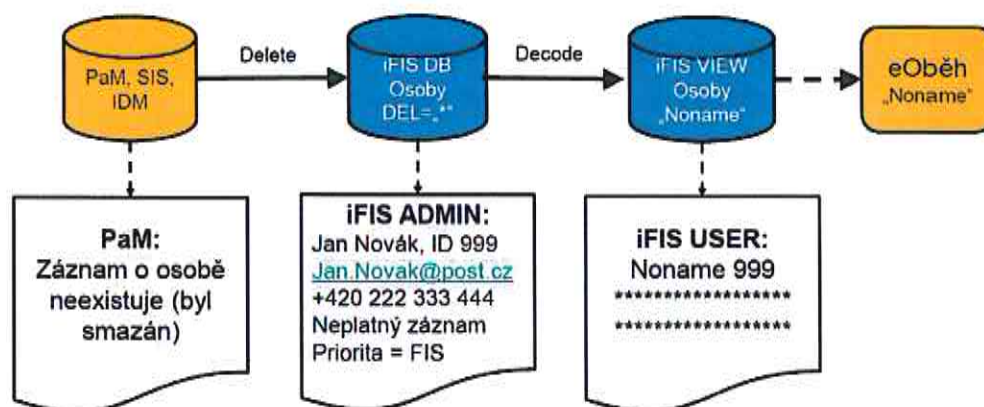 PaM, SIS,
IDM
Delete
iFIS DB
Osoby
DEL=„*"
Decode
iFIS VIEW
Osoby
„Noname"
eOběh
„Noname"
PaM:
Záznam o osobě
neexistuje (byl
smazán)
iFIS ADMIN:
Jan Novák, ID 999
Jan.Novak@post.cz
+420 222 333 444
Neplatný záznam
Priorita = FIS
iFIS USER:
Noname 999
******************
******************